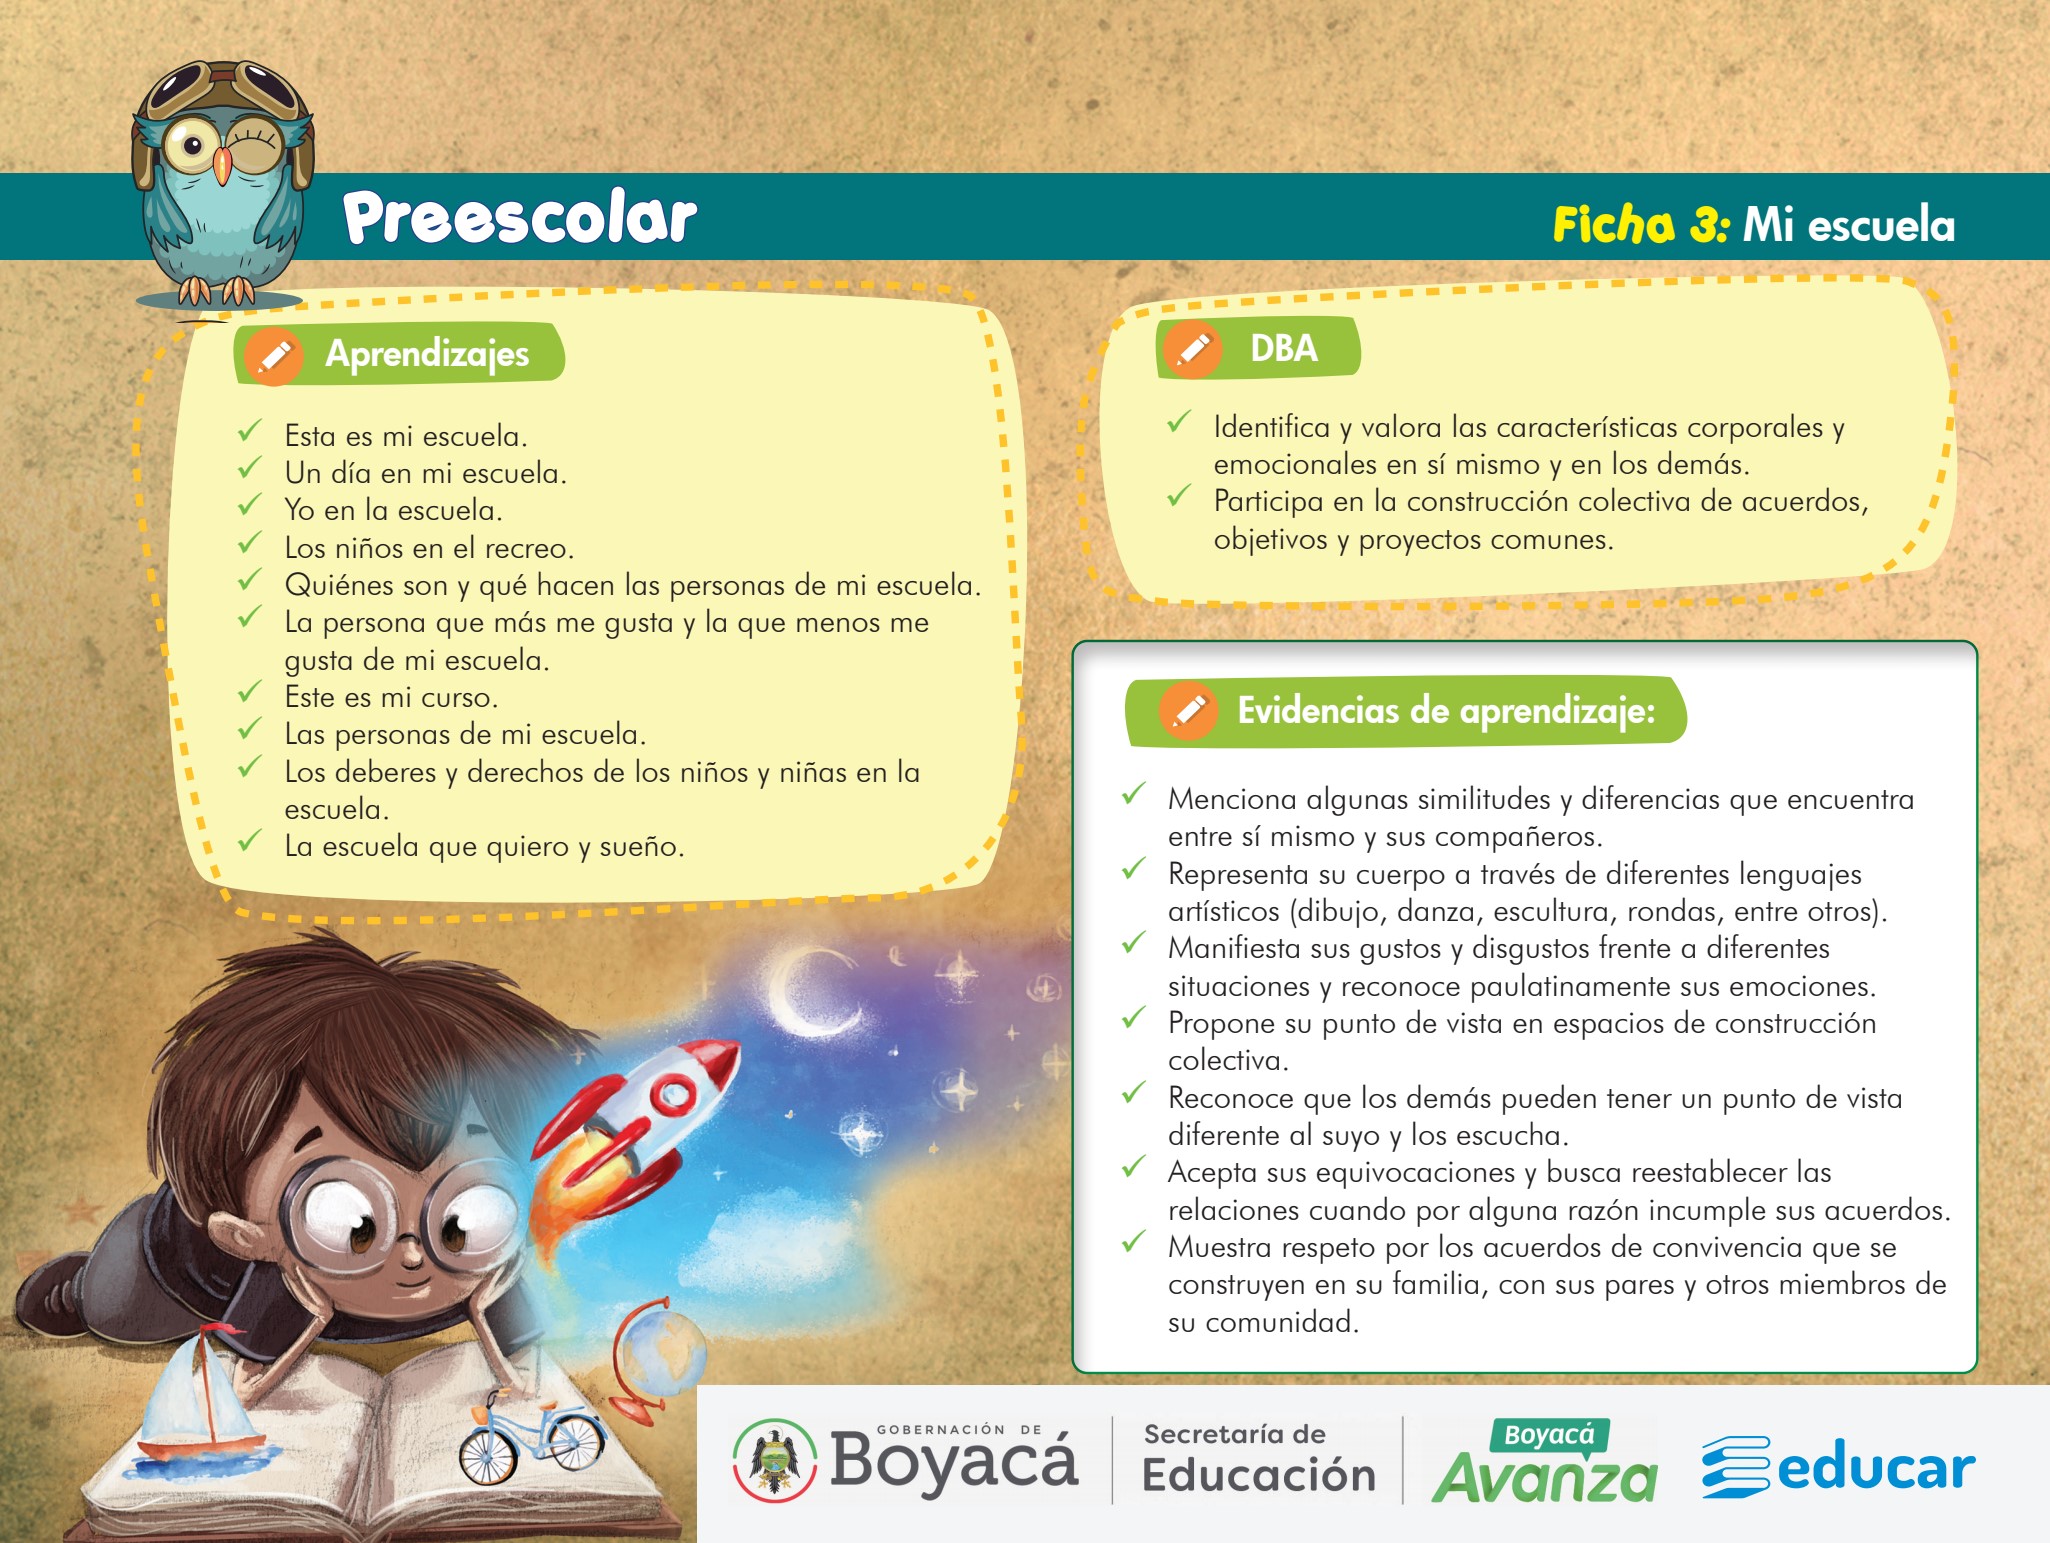 Preescolar
Ficha 3: Mi escuela
Aprendizajes
✓ Esta es mi escuela.
✓ Un día en mi escuela.
✓ Yo en la escuela.
✓ Los niños en el recreo.
✓ Quiénes son y qué hacen las personas de mi escuela.
✓ La persona que más me gusta y la que menos me
gusta de mi escuela.
✓ Este es mi curso.
✓ Las personas de mi escuela.
✓ Los deberes y derechos de los niños y niñas en la
escuela.
✓ La escuela que quiero y sueño.
DBA
✓ Identifica y valora las características corporales y
emocionales en sí mismo y en los demás.
✓ Participa en la construcción colectiva de acuerdos,
objetivos y proyectos comunes.
Evidencias de aprendizaje:
✓ Menciona algunas similitudes y diferencias que encuentra
entre sí mismo y sus compañeros.
✓ Representa su cuerpo a través de diferentes lenguajes
artísticos (dibujo, danza, escultura, rondas, entre otros).
✓ Manifiesta sus gustos y disgustos frente a diferentes
situaciones y reconoce paulatinamente sus emociones.
✓ Propone su punto de vista en espacios de construcción
colectiva.
✓ Reconoce que los demás pueden tener un punto de vista
diferente al suyo y los escucha.
✓ Acepta sus equivocaciones y busca reestablecer las
relaciones cuando por alguna razón incumple sus acuerdos.
✓ Muestra respeto por los acuerdos de convivencia que se
construyen en su familia, con sus pares y otros miembros de
su comunidad.
GOBERNACIÓN DE
Boyacá
Secretaría de
Educación
Boyacá
Avanza
educar